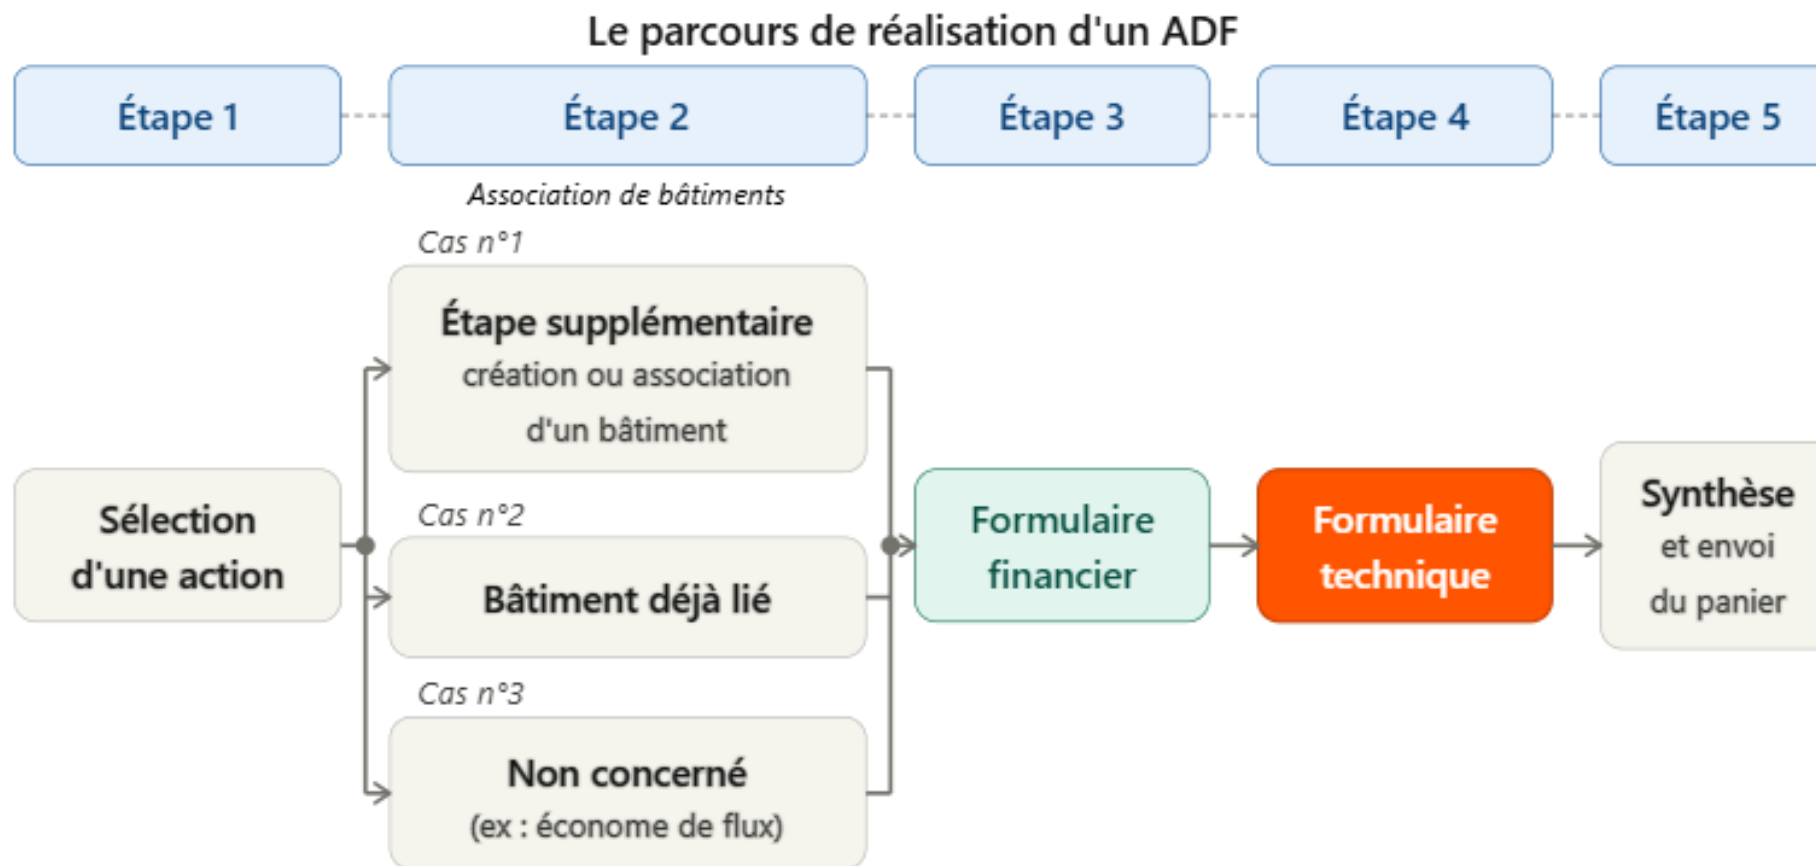 Le parcours de réalisation d'un ADF
Étape 1
Étape 2
Étape 3
Étape 4
Étape 5
Association de bâtiments
Cas n°1
Étape supplémentaire
création ou association
d'un bâtiment
Sélection
d'une action
Cas n°2
Bâtiment déjà lié
Cas n°3
Non concerné
(ex : économe de flux)
Formulaire
financier
Formulaire
technique
Synthèse
et envoi
du panier